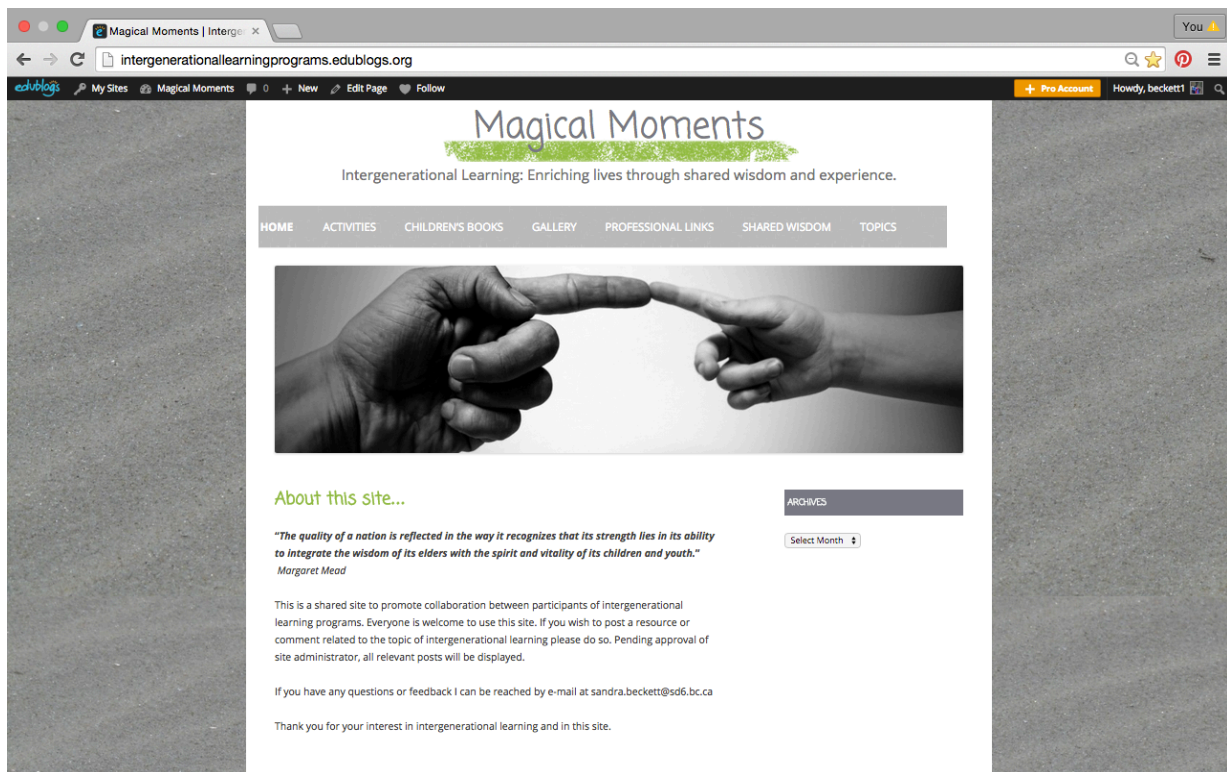 Magical Moments | Interge
You
intergenerationallearningprograms.edublogs.org
edublogs My Sites Magical Moments 0 + New Edit Page Follow + Pro Account Howdy, beckett1
Magical Moments
Intergenerational Learning: Enriching lives through shared wisdom and experience.
HOME ACTIVITIES CHILDREN'S BOOKS GALLERY PROFESSIONAL LINKS SHARED WISDOM TOPICS
About this site...
"The quality of a nation is reflected in the way it recognizes that its strength lies in its ability
to integrate the wisdom of its elders with the spirit and vitality of its children and youth."
Margaret Mead
This is a shared site to promote collaboration between participants of intergenerational
learning programs. Everyone is welcome to use this site. If you wish to post a resource or
comment related to the topic of intergenerational learning please do so. Pending approval of
site administrator, all relevant posts will be displayed.
If you have any questions or feedback I can be reached by e-mail at sandra.beckett@sd6.bc.ca
Thank you for your interest in intergenerational learning and in this site.
ARCHIVES
Select Month